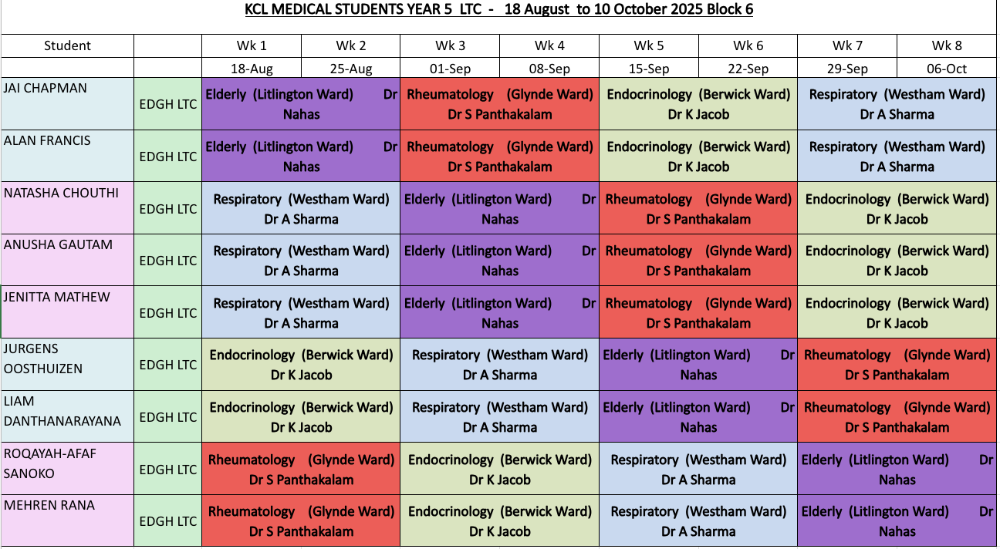 KCL MEDICAL STUDENTS YEAR 5 LTC - 18 August to 10 October 2025 Block 6
Student Wk 1 Wk 2 Wk 3 Wk 4 Wk 5 Wk 6 Wk 7 Wk 8
18-Aug 25-Aug 01-Sep 08-Sep 15-Sep 22-Sep 29-Sep 06-Oct
JAI CHAPMAN
EDGH LTC
Elderly (Litlington Ward) Dr
Nahas
Rheumatology (Glynde Ward)
Dr S Panthakalam
Endocrinology (Berwick Ward)
Dr K Jacob
Respiratory (Westham Ward)
Dr A Sharma
ALAN FRANCIS
EDGH LTC
Elderly (Litlington Ward) Dr
Nahas
Rheumatology (Glynde Ward)
Dr S Panthakalam
Endocrinology (Berwick Ward)
Dr K Jacob
Respiratory (Westham Ward)
Dr A Sharma
NATASHA CHOUTHI
EDGH LTC
Respiratory (Westham Ward)
Dr A Sharma
Elderly (Litlington Ward) Dr
Nahas
Rheumatology (Glynde Ward)
Dr S Panthakalam
Endocrinology (Berwick Ward)
Dr K Jacob
ANUSHA GAUTAM
EDGH LTC
Respiratory (Westham Ward)
Dr A Sharma
Elderly (Litlington Ward) Dr
Nahas
Rheumatology (Glynde Ward)
Dr S Panthakalam
Endocrinology (Berwick Ward)
Dr K Jacob
JENITTA MATHEW
EDGH LTC
Respiratory (Westham Ward)
Dr A Sharma
Elderly (Litlington Ward) Dr
Nahas
Rheumatology (Glynde Ward)
Dr S Panthakalam
Endocrinology (Berwick Ward)
Dr K Jacob
JURGENS
OOSTHUIZEN
EDGH LTC
Endocrinology (Berwick Ward)
Dr K Jacob
Respiratory (Westham Ward)
Dr A Sharma
Elderly (Litlington Ward) Dr
Nahas
Rheumatology (Glynde Ward)
Dr S Panthakalam
LIAM
DANTHANARAYANA
EDGH LTC
Endocrinology (Berwick Ward)
Dr K Jacob
Respiratory (Westham Ward)
Dr A Sharma
Elderly (Litlington Ward) Dr
Nahas
Rheumatology (Glynde Ward)
Dr S Panthakalam
ROQAYAH-AFAF
SANOKO
EDGH LTC
Rheumatology (Glynde Ward)
Dr S Panthakalam
Endocrinology (Berwick Ward)
Dr K Jacob
Respiratory (Westham Ward)
Dr A Sharma
Elderly (Litlington Ward) Dr
Nahas
MEHREN RANA
EDGH LTC
Rheumatology (Glynde Ward)
Dr S Panthakalam
Endocrinology (Berwick Ward)
Dr K Jacob
Respiratory (Westham Ward)
Dr A Sharma
Elderly (Litlington Ward) Dr
Nahas